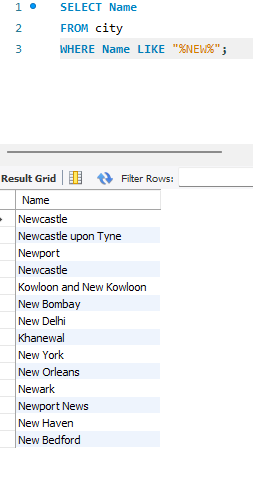 1 SELECT Name
2 FROM city
3 WHERE Name LIKE "%NEW%";
Result Grid Filter Rows:
Name
Newcastle
Newcastle upon Tyne
Newport
Newcastle
Kowloon and New Kowloon
New Bombay
New Delhi
Khanewal
New York
New Orleans
Newark
Newport News
New Haven
New Bedford